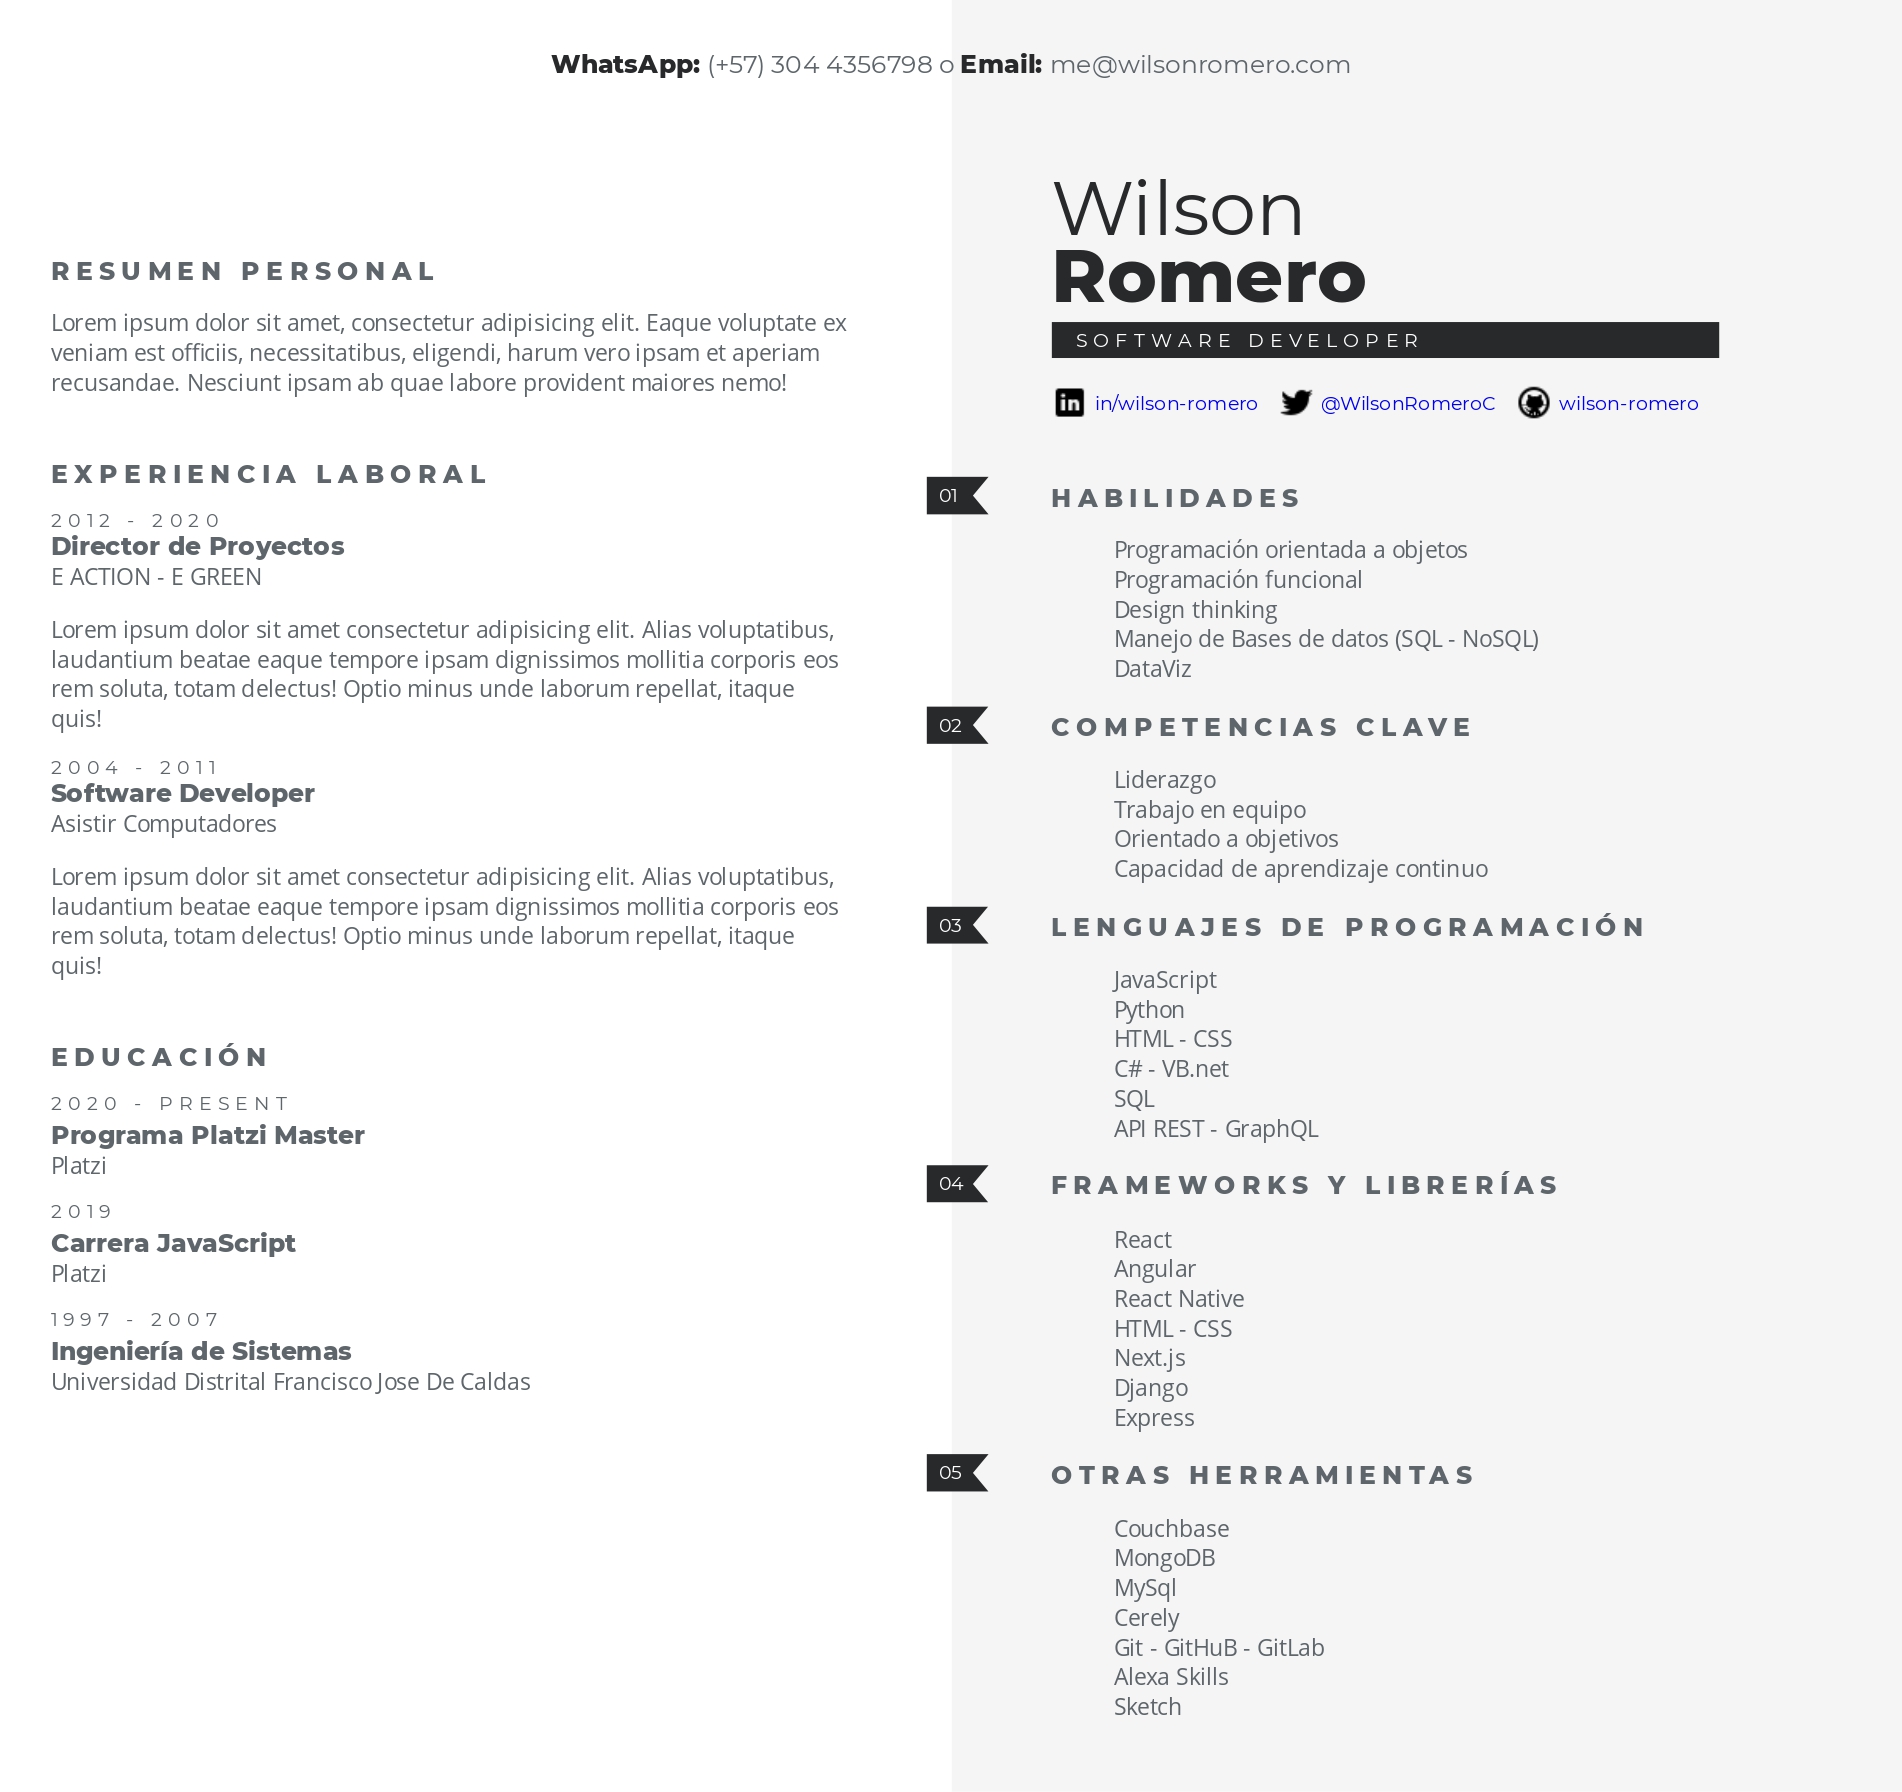 WhatsApp: (+57) 304 4356798 o Email: me@wilsonromero.com
RESUMEN PERSONAL
Lorem ipsum dolor sit amet, consectetur adipisicing elit. Eaque voluptate ex
veniam est officiis, necessitatibus, eligendi, harum vero ipsam et aperiam
recusandae. Nesciunt ipsam ab quae labore provident maiores nemo!
EXPERIENCIA LABORAL
2012 - 2020
Director de Proyectos
E ACTION - E GREEN
Lorem ipsum dolor sit amet consectetur adipisicing elit. Alias voluptatibus,
laudantium beatae eaque tempore ipsam dignissimos mollitia corporis eos
rem soluta, totam delectus! Optio minus unde laborum repellat, itaque
quis!
2004 - 2011
Software Developer
Asistir Computadores
Lorem ipsum dolor sit amet consectetur adipisicing elit. Alias voluptatibus,
laudantium beatae eaque tempore ipsam dignissimos mollitia corporis eos
rem soluta, totam delectus! Optio minus unde laborum repellat, itaque
quis!
EDUCACIÓN
2020 - PRESENT
Programa Platzi Master
Platzi
2019
Carrera JavaScript
Platzi
1997 - 2007
Ingeniería de Sistemas
Universidad Distrital Francisco Jose De Caldas
Wilson
Romero
SOFTWARE DEVELOPER
in in/wilson-romero @WilsonRomeroC wilson-romero
01 HABILIDADES
Programación orientada a objetos
Programación funcional
Design thinking
Manejo de Bases de datos (SQL - NoSQL)
DataViz
02 COMPETENCIAS CLAVE
Liderazgo
Trabajo en equipo
Orientado a objetivos
Capacidad de aprendizaje continuo
03 LENGUAJES DE PROGRAMACIÓN
JavaScript
Python
HTML - CSS
C# - VB.net
SQL
API REST - GraphQL
04 FRAMEWORKS Y LIBRERÍAS
React
Angular
React Native
HTML - CSS
Next.js
Django
Express
05 OTRAS HERRAMIENTAS
Couchbase
MongoDB
MySql
Cerely
Git - GitHuB - GitLab
Alexa Skills
Sketch